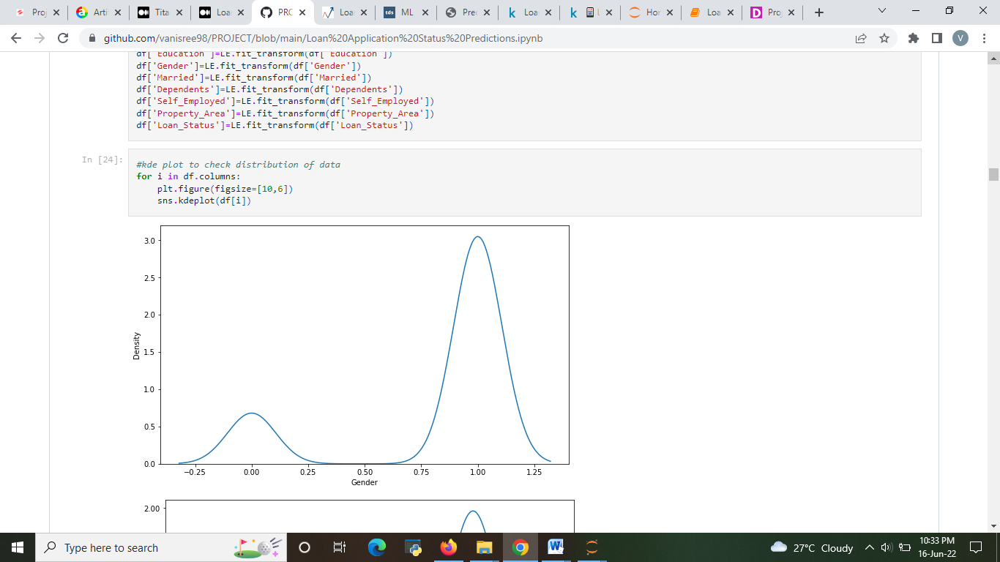 Proj
Arti
Tita
Loa
PRO
Loa
tds ML
Prec
k Loa
k L
Hor
Loa
D Proj
github.com/vanisree98/PROJECT/blob/main/Loan%20Application%20Status%20Predictions.ipynb
V
df['Education']=LE.fit_transform(df['Education'])
df['Gender']=LE.fit_transform(df['Gender'])
df['Married']=LE.fit_transform(df['Married'])
df['Dependents']=LE.fit_transform(df['Dependents'])
df['Self_Employed']=LE.fit_transform(df['Self_Employed'])
df['Property_Area']=LE.fit_transform(df['Property_Area'])
df['Loan_Status']=LE.fit_transform(df['Loan_Status'])
In [24]:
#kde plot to check distribution of data
for i in df.columns:
    plt.figure(figsize=[10,6])
    sns.kdeplot(df[i])
3.0
2.5
2.0
1.5
1.0
0.5
0.0
Density
−0.25 0.00 0.25 0.50 0.75 1.00 1.25
Gender
2.00
Type here to search
27°C Cloudy
10:33 PM
16-Jun-22